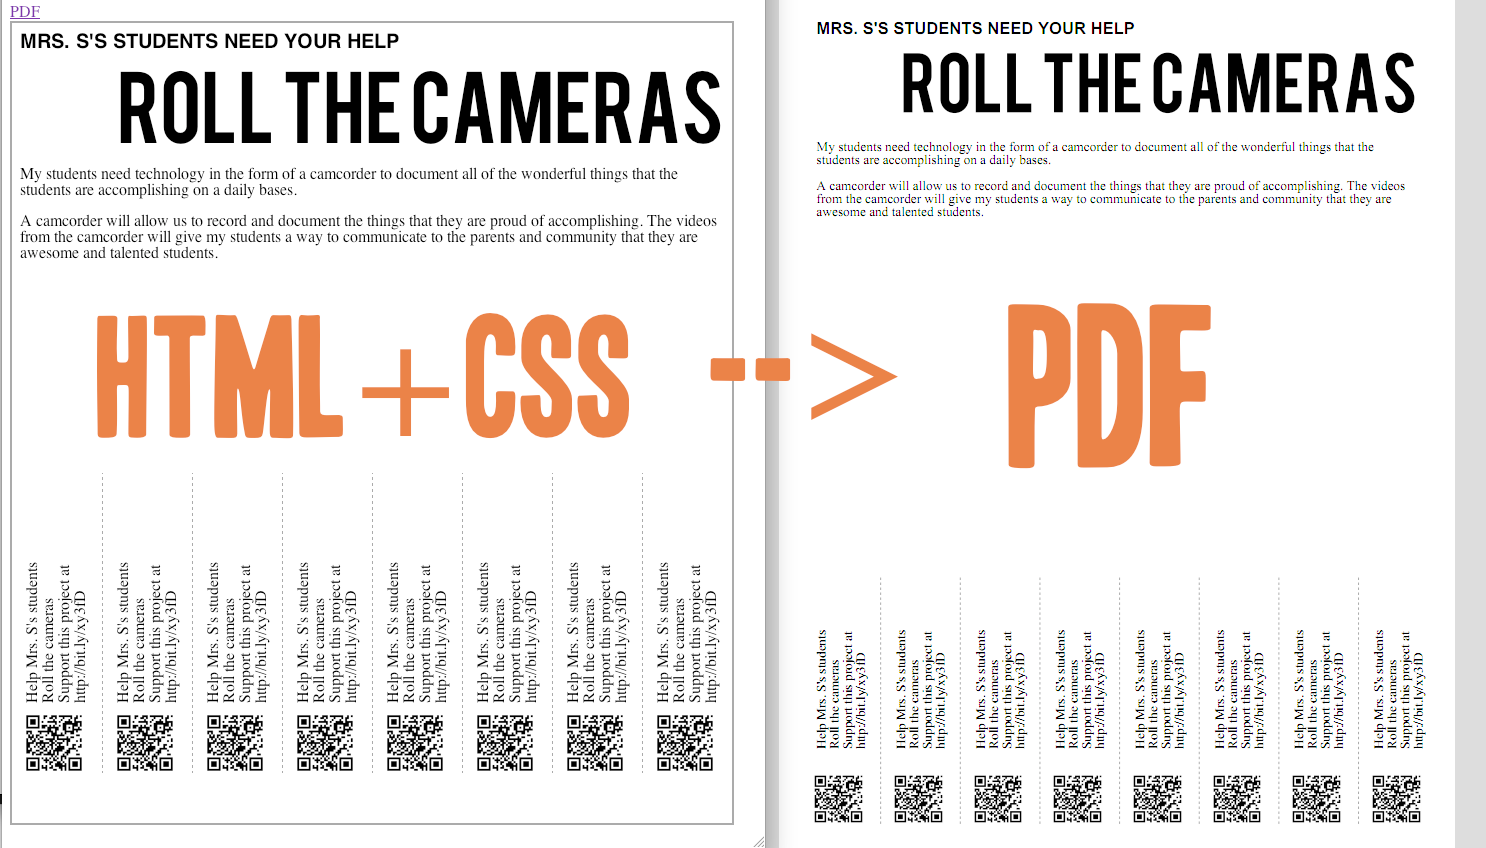 PDF
MRS. S'S STUDENTS NEED YOUR HELP
ROLL THE CAMERAS
My students need technology in the form of a camcorder to document all of the wonderful things that the
students are accomplishing on a daily bases.
A camcorder will allow us to record and document the things that they are proud of accomplishing. The videos
from the camcorder will give my students a way to communicate to the parents and community that they are
awesome and talented students.
HTML + CSS
Help Mrs. S's students
Roll the cameras
Support this project at
http://bit.ly/xy3fD
Help Mrs. S's students
Roll the cameras
Support this project at
http://bit.ly/xy3fD
Help Mrs. S's students
Roll the cameras
Support this project at
http://bit.ly/xy3fD
Help Mrs. S's students
Roll the cameras
Support this project at
http://bit.ly/xy3fD
Help Mrs. S's students
Roll the cameras
Support this project at
http://bit.ly/xy3fD
Help Mrs. S's students
Roll the cameras
Support this project at
http://bit.ly/xy3fD
Help Mrs. S's students
Roll the cameras
Support this project at
http://bit.ly/xy3fD
Help Mrs. S's students
Roll the cameras
Support this project at
http://bit.ly/xy3fD
-->
MRS. S'S STUDENTS NEED YOUR HELP
ROLL THE CAMERAS
My students need technology in the form of a camcorder to document all of the wonderful things that the
students are accomplishing on a daily bases.
A camcorder will allow us to record and document the things that they are proud of accomplishing. The videos
from the camcorder will give my students a way to communicate to the parents and community that they are
awesome and talented students.
PDF
Help Mrs. S's students
Roll the cameras
Support this project at
http://bit.ly/xy3fD
Help Mrs. S's students
Roll the cameras
Support this project at
http://bit.ly/xy3fD
Help Mrs. S's students
Roll the cameras
Support this project at
http://bit.ly/xy3fD
Help Mrs. S's students
Roll the cameras
Support this project at
http://bit.ly/xy3fD
Help Mrs. S's students
Roll the cameras
Support this project at
http://bit.ly/xy3fD
Help Mrs. S's students
Roll the cameras
Support this project at
http://bit.ly/xy3fD
Help Mrs. S's students
Roll the cameras
Support this project at
http://bit.ly/xy3fD
Help Mrs. S's students
Roll the cameras
Support this project at
http://bit.ly/xy3fD